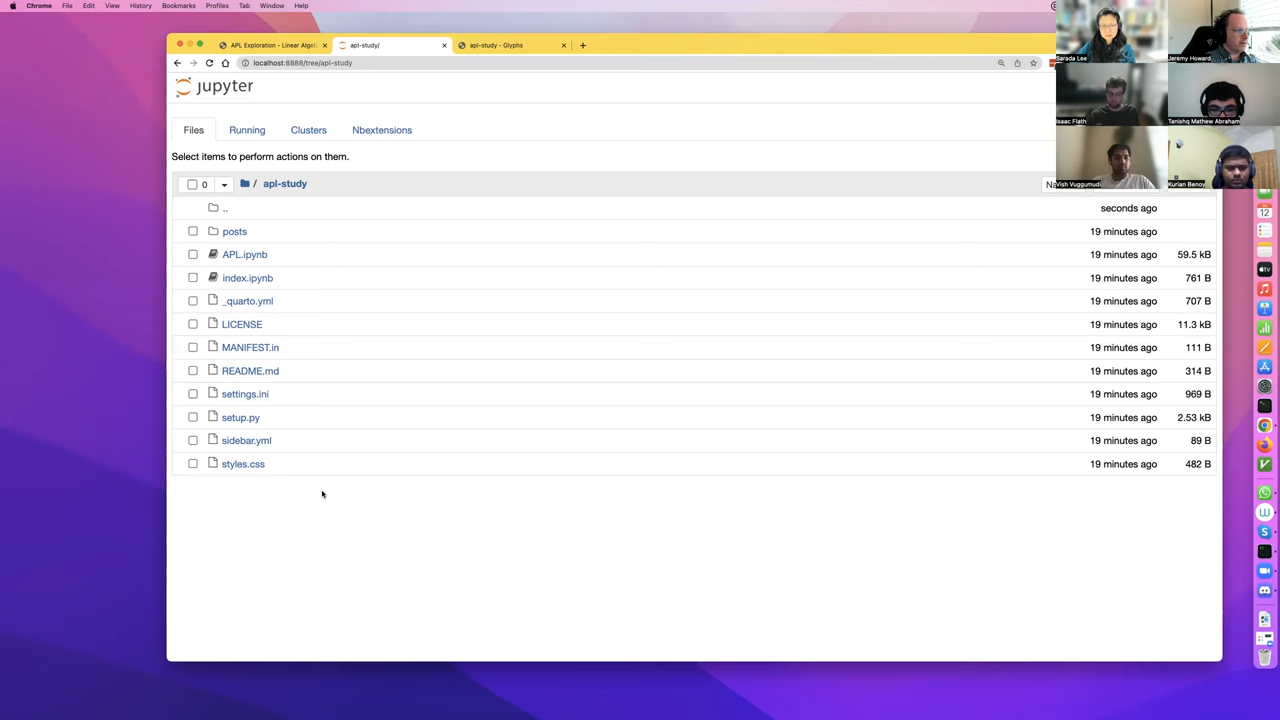 Chrome File Edit View History Bookmarks Profiles Tab Window Help
APL Exploration - Linear Alge
apl-study/
apl-study - Glyphs
localhost:8888/tree/apl-study
jupyter
Files Running Clusters Nbextensions
Select items to perform actions on them.
0 / apl-study
.. seconds ago
posts 19 minutes ago
APL.ipynb 19 minutes ago 59.5 kB
index.ipynb 19 minutes ago 761 B
_quarto.yml 19 minutes ago 707 B
LICENSE 19 minutes ago 11.3 kB
MANIFEST.in 19 minutes ago 111 B
README.md 19 minutes ago 314 B
settings.ini 19 minutes ago 969 B
setup.py 19 minutes ago 2.53 kB
sidebar.yml 19 minutes ago 89 B
styles.css 19 minutes ago 482 B
Sarada Lee Jeremy Howard
Isaac Flath Tanishq Mathew Abraham
Vish Vuggumudi Kurian Benoy
12